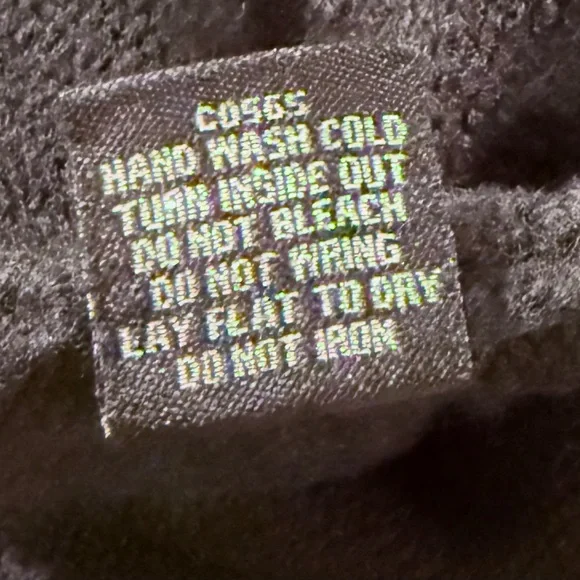 C0965
HAND WASH COLD
TURN INSIDE OUT
DO NOT BLEACH
DO NOT WRING
LAY FLAT TO DRY
DO NOT IRON